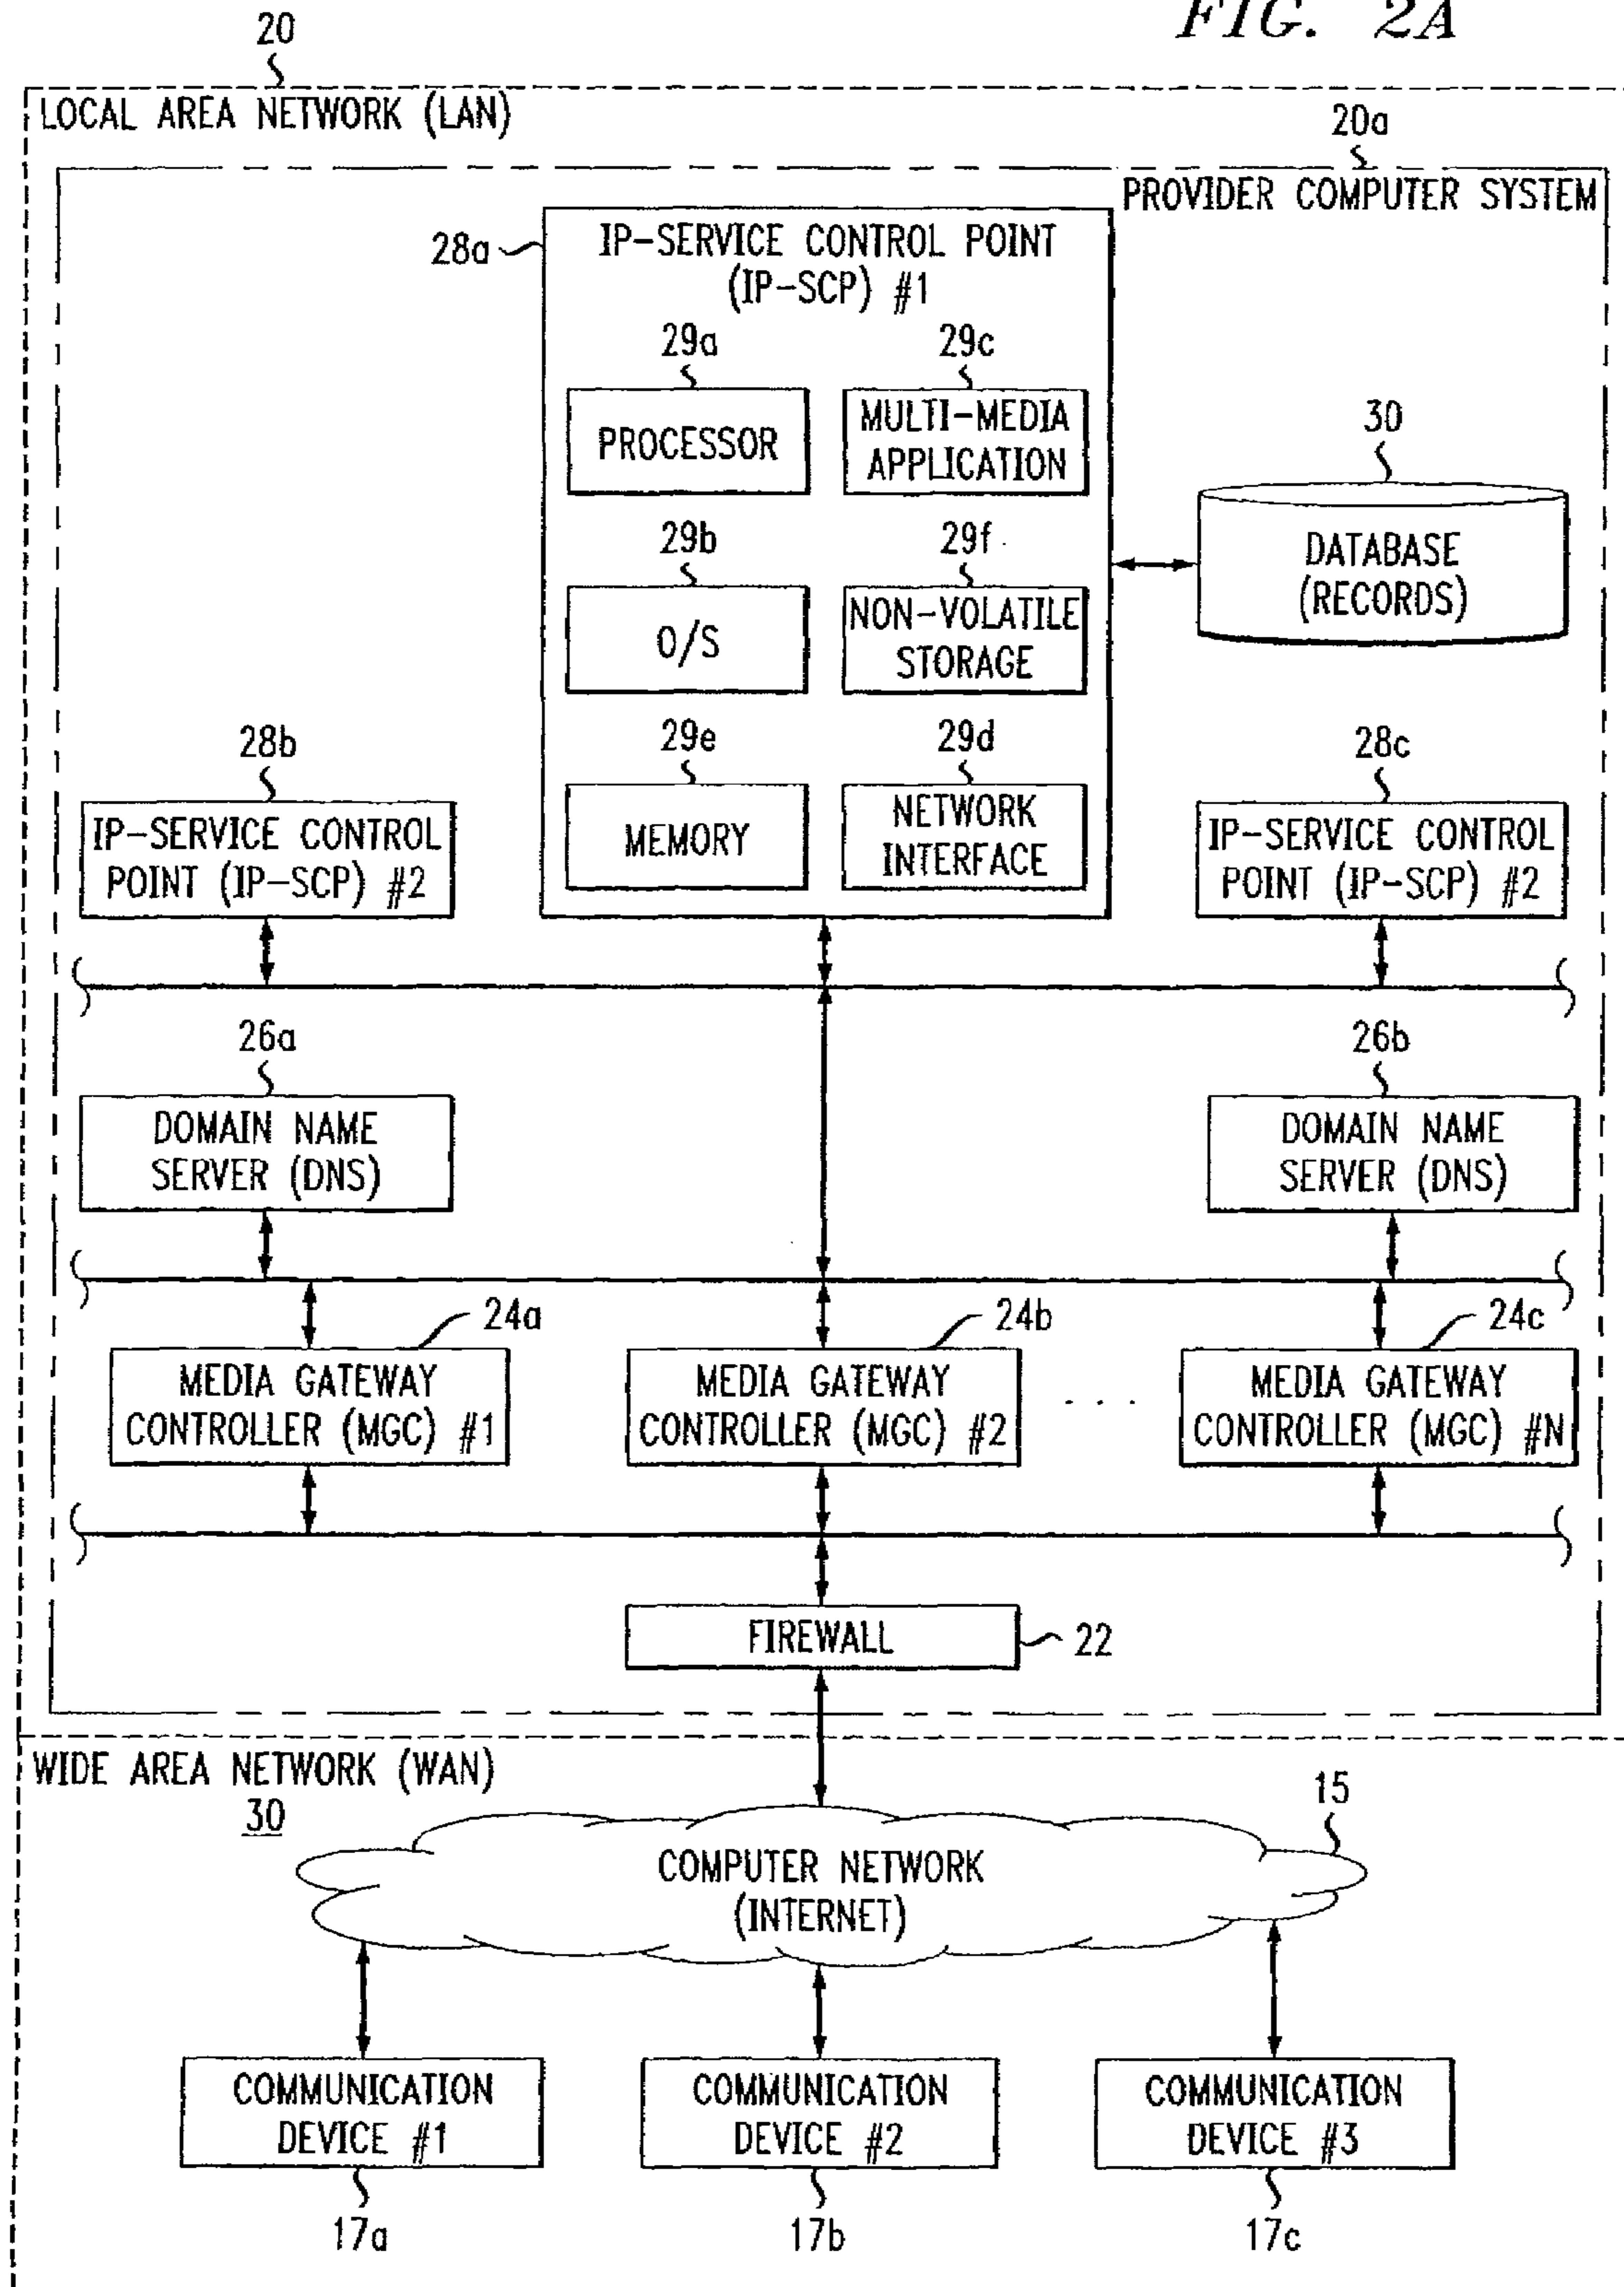 FIG. 2A
20
LOCAL AREA NETWORK (LAN)
20a
PROVIDER COMPUTER SYSTEM
28a
IP-SERVICE CONTROL POINT
(IP-SCP) #1
29a
29c
PROCESSOR
MULTI-MEDIA
APPLICATION
30
DATABASE
(RECORDS)
29b
29f
O/S
NON-VOLATILE
STORAGE
29e
29d
MEMORY
NETWORK
INTERFACE
28b
IP-SERVICE CONTROL
POINT (IP-SCP) #2
28c
IP-SERVICE CONTROL
POINT (IP-SCP) #2
26a
DOMAIN NAME
SERVER (DNS)
26b
DOMAIN NAME
SERVER (DNS)
24a
MEDIA GATEWAY
CONTROLLER (MGC) #1
24b
MEDIA GATEWAY
CONTROLLER (MGC) #2
. . . .
24c
MEDIA GATEWAY
CONTROLLER (MGC) #N
FIREWALL
22
WIDE AREA NETWORK (WAN)
30
15
COMPUTER NETWORK
(INTERNET)
COMMUNICATION
DEVICE #1
COMMUNICATION
DEVICE #2
COMMUNICATION
DEVICE #3
17a
17b
17c